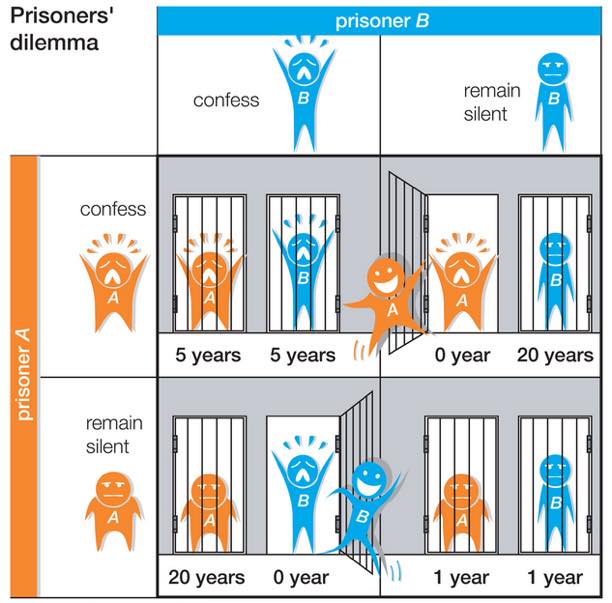 Prisoners'
dilemma
prisoner B
confess
B
remain
silent
B
prisoner A
confess
A
A
B
A
A
B
5 years
5 years
0 year
20 years
remain
silent
A
A
B
B
A
B
20 years
0 year
1 year
1 year